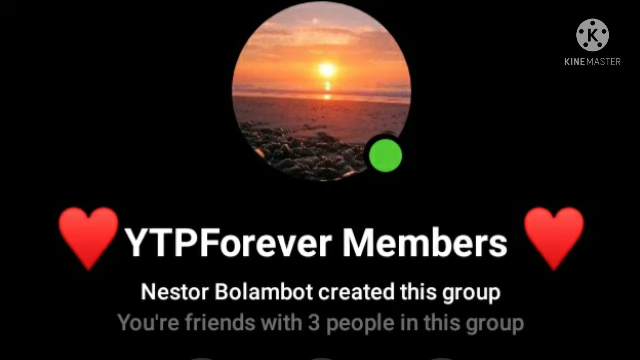 KINEMASTER
❤️YTPForever Members ❤️
Nestor Bolambot created this group
You're friends with 3 people in this group